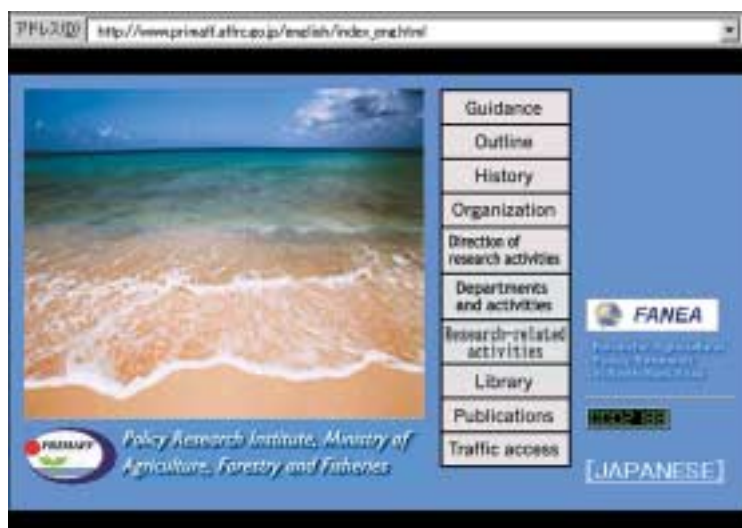 アドレス(D) http://www.primaff.affrc.go.jp/english/index_eng.html
Guidance
Outline
History
Organization
Direction of
research activities
Departments
and activities
Research-related
activities
Library
Publications
Traffic access
FANEA
[JAPANESE]
PRIMAFF
Policy Research Institute, Ministry of
Agriculture, Forestry and Fisheries